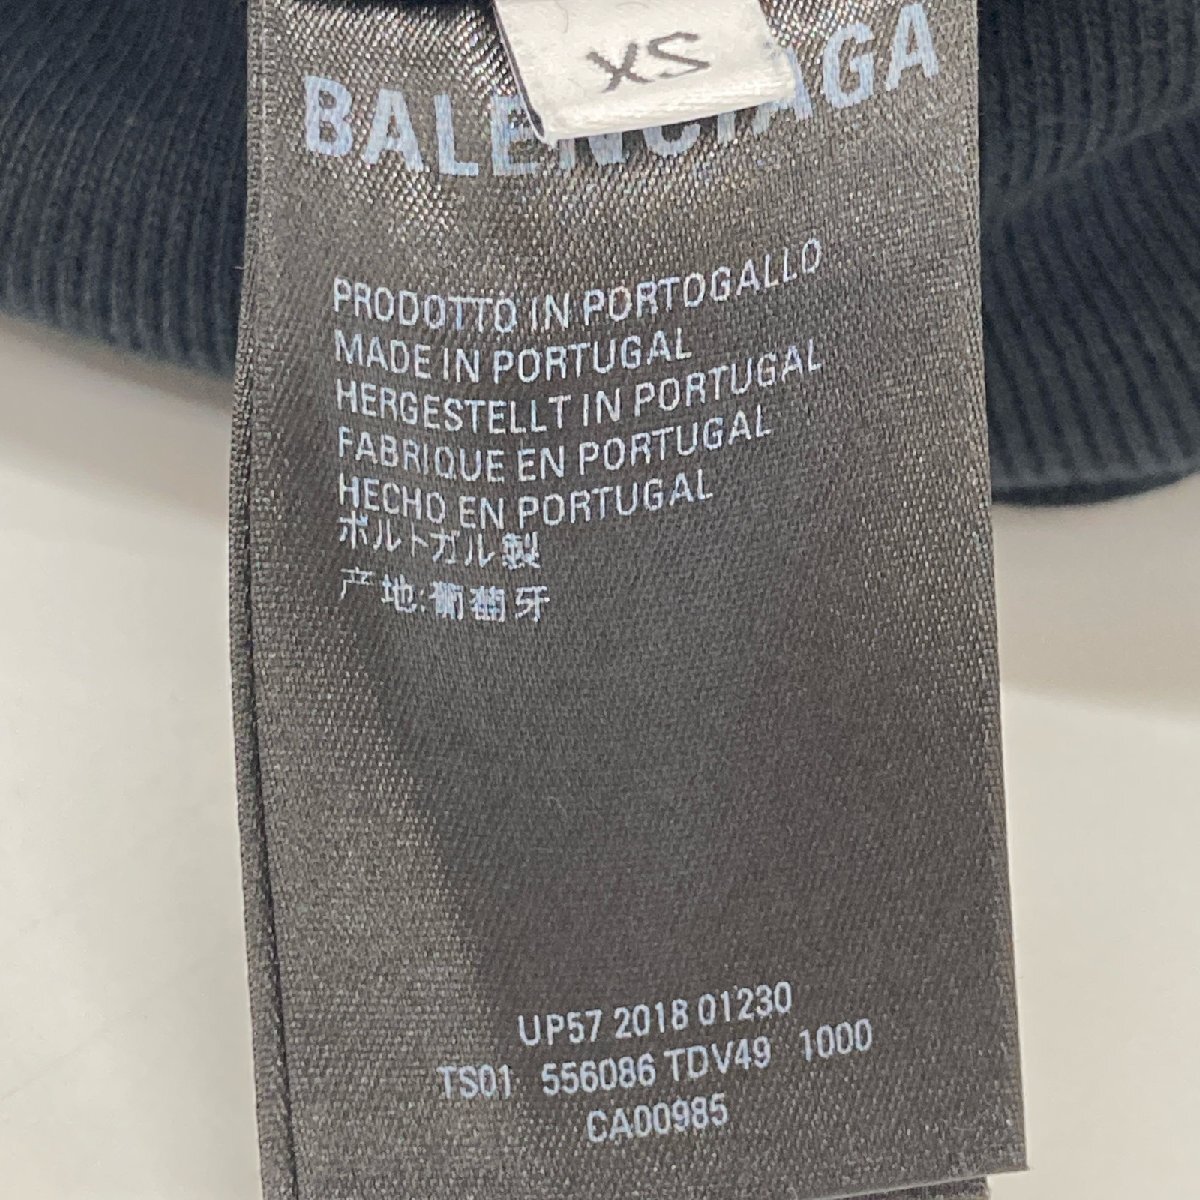 XS
BALENCIAGA
PRODOTTO IN PORTOGALLO
MADE IN PORTUGAL
HERGESTELLT IN PORTUGAL
FABRIQUE EN PORTUGAL
HECHO EN PORTUGAL
ポルトガル製
产地:葡萄牙
UP57 2018 01230
TS01 556086 TDV49 1000
CA00985